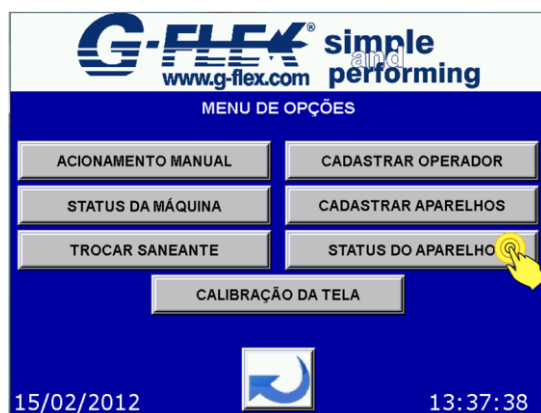 G-FLEX® simple
and
www.g-flex.com performing
MENU DE OPÇÕES
ACIONAMENTO MANUAL CADASTRAR OPERADOR
STATUS DA MÁQUINA CADASTRAR APARELHOS
TROCAR SANEANTE STATUS DO APARELHO
CALIBRAÇÃO DA TELA
15/02/2012 13:37:38